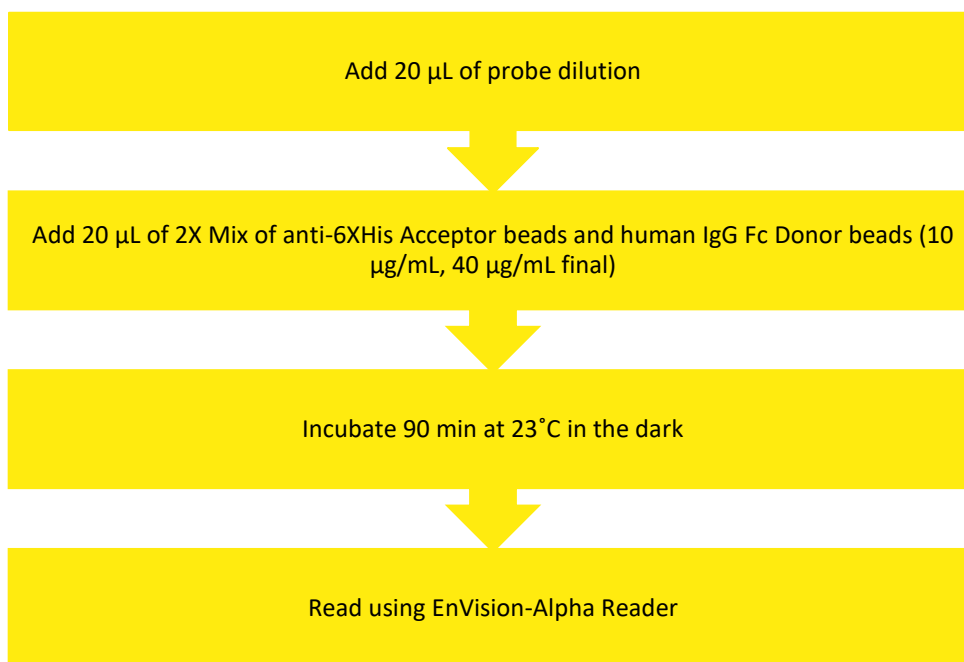 Add 20 µL of probe dilution
Add 20 µL of 2X Mix of anti-6XHis Acceptor beads and human IgG Fc Donor beads (10
µg/mL, 40 µg/mL final)
Incubate 90 min at 23˚C in the dark
Read using EnVision-Alpha Reader